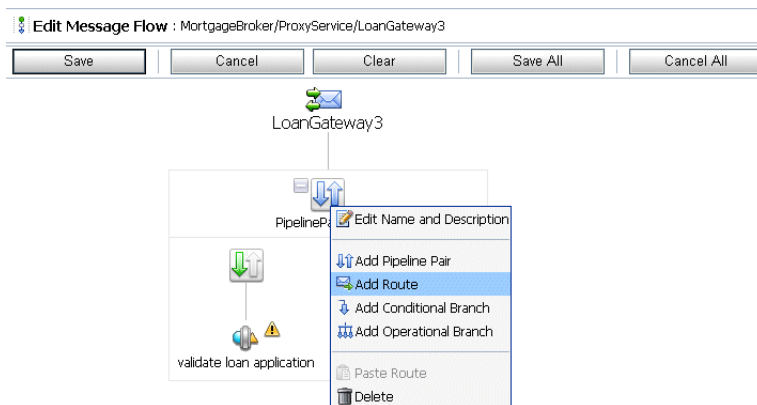 Edit Message Flow : MortgageBroker/ProxyService/LoanGateway3
Save Cancel Clear Save All Cancel All
LoanGateway3
Edit Name and Description
Add Pipeline Pair
Add Route
Add Conditional Branch
Add Operational Branch
validate loan application
Paste Route
Delete